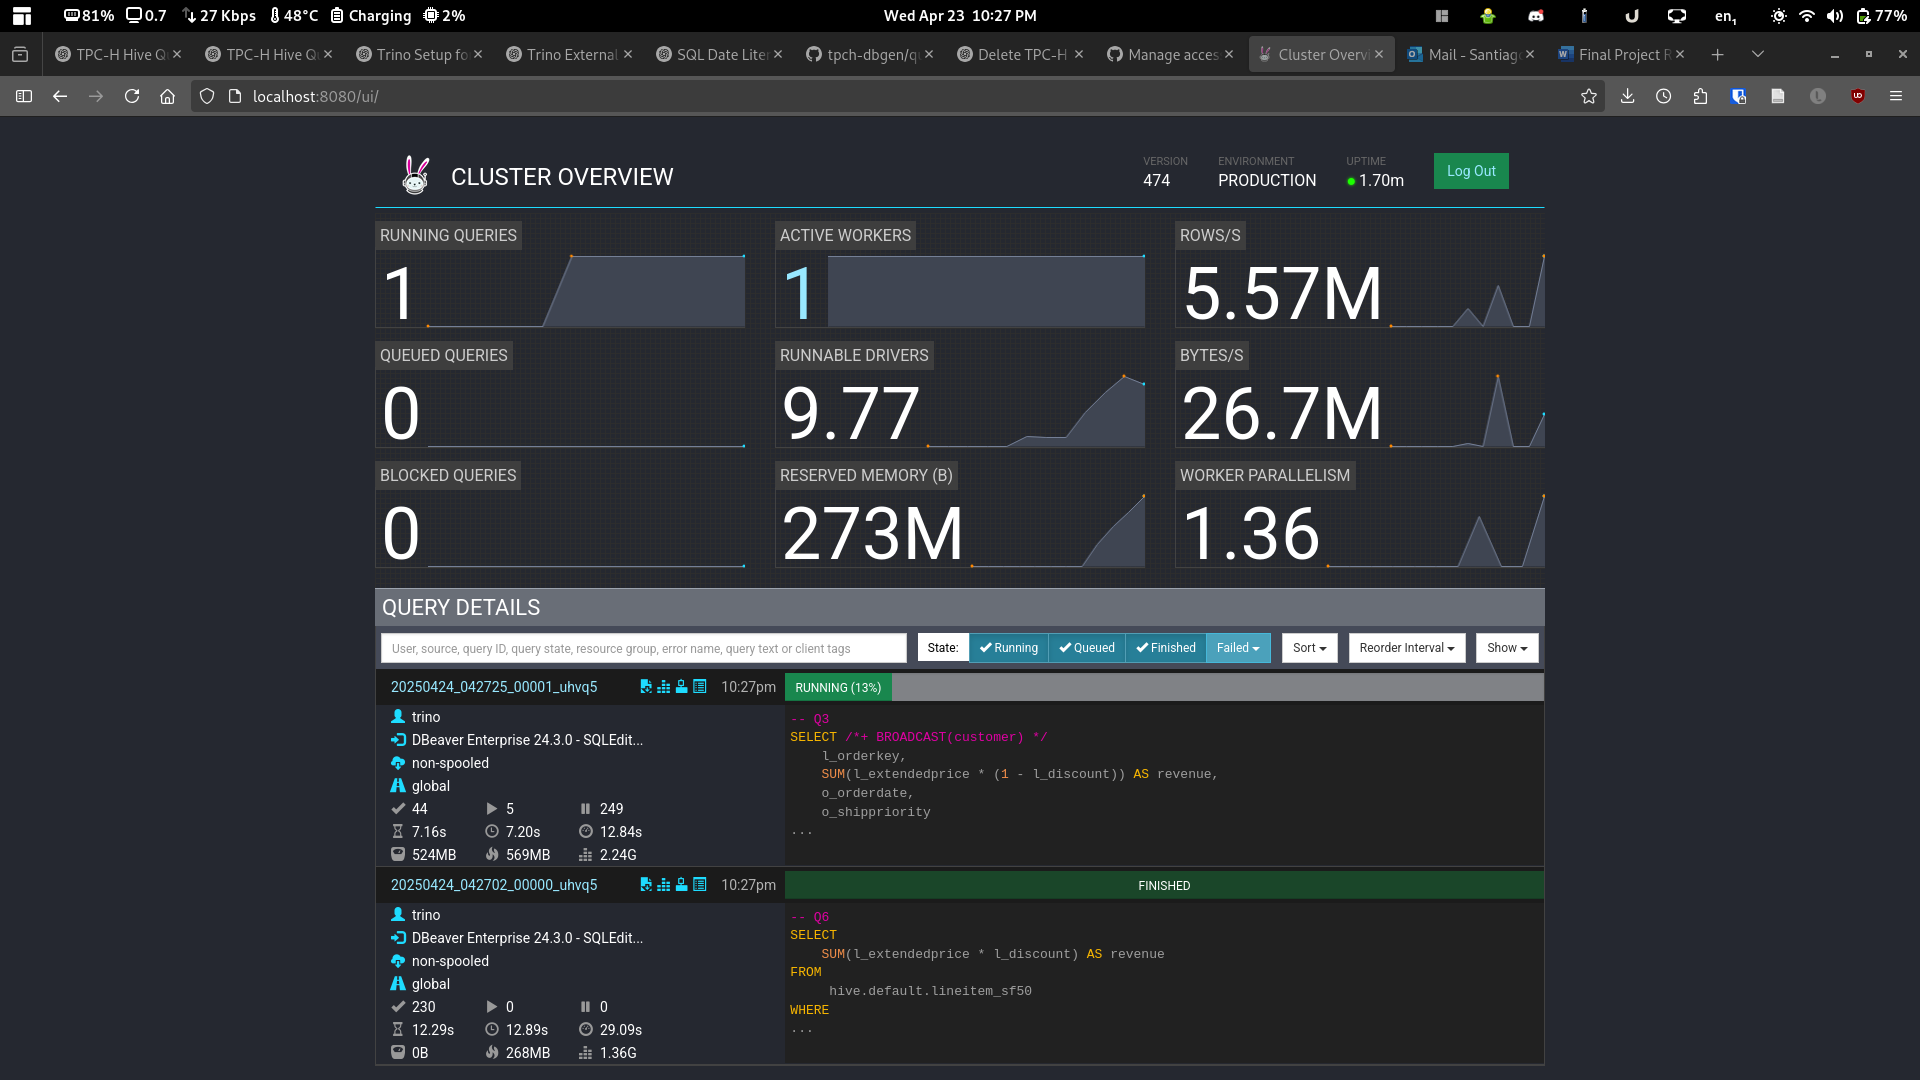 81% 0.7 27 Kbps 48°C Charging 2% Wed Apr 23 10:27 PM en1 77%
TPC-H Hive Q TPC-H Hive Q Trino Setup fo Trino External SQL Date Liter tpch-dbgen/qu Delete TPC-H Manage acces Cluster Overvi Mail - Santiag Final Project R
localhost:8080/ui/
CLUSTER OVERVIEW
VERSION ENVIRONMENT UPTIME
474 PRODUCTION 1.70m
Log Out
RUNNING QUERIES ACTIVE WORKERS ROWS/S
1 1 5.57M
QUEUED QUERIES RUNNABLE DRIVERS BYTES/S
0 9.77 26.7M
BLOCKED QUERIES RESERVED MEMORY (B) WORKER PARALLELISM
0 273M 1.36
QUERY DETAILS
User, source, query ID, query state, resource group, error name, query text or client tags State: Running Queued Finished Failed Sort Reorder Interval Show
20250424_042725_00001_uhvq5 10:27pm RUNNING (13%)
trino
DBeaver Enterprise 24.3.0 - SQLEdit...
non-spooled
global
44 5 249
7.16s 7.20s 12.84s
524MB 569MB 2.24G
-- Q3
SELECT /*+ BROADCAST(customer) */
l_orderkey,
SUM(l_extendedprice * (1 - l_discount)) AS revenue,
o_orderdate,
o_shippriority
...
20250424_042702_00000_uhvq5 10:27pm FINISHED
trino
DBeaver Enterprise 24.3.0 - SQLEdit...
non-spooled
global
230 0 0
12.29s 12.89s 29.09s
0B 268MB 1.36G
-- Q6
SELECT
SUM(l_extendedprice * l_discount) AS revenue
FROM
hive.default.lineitem_sf50
WHERE
...